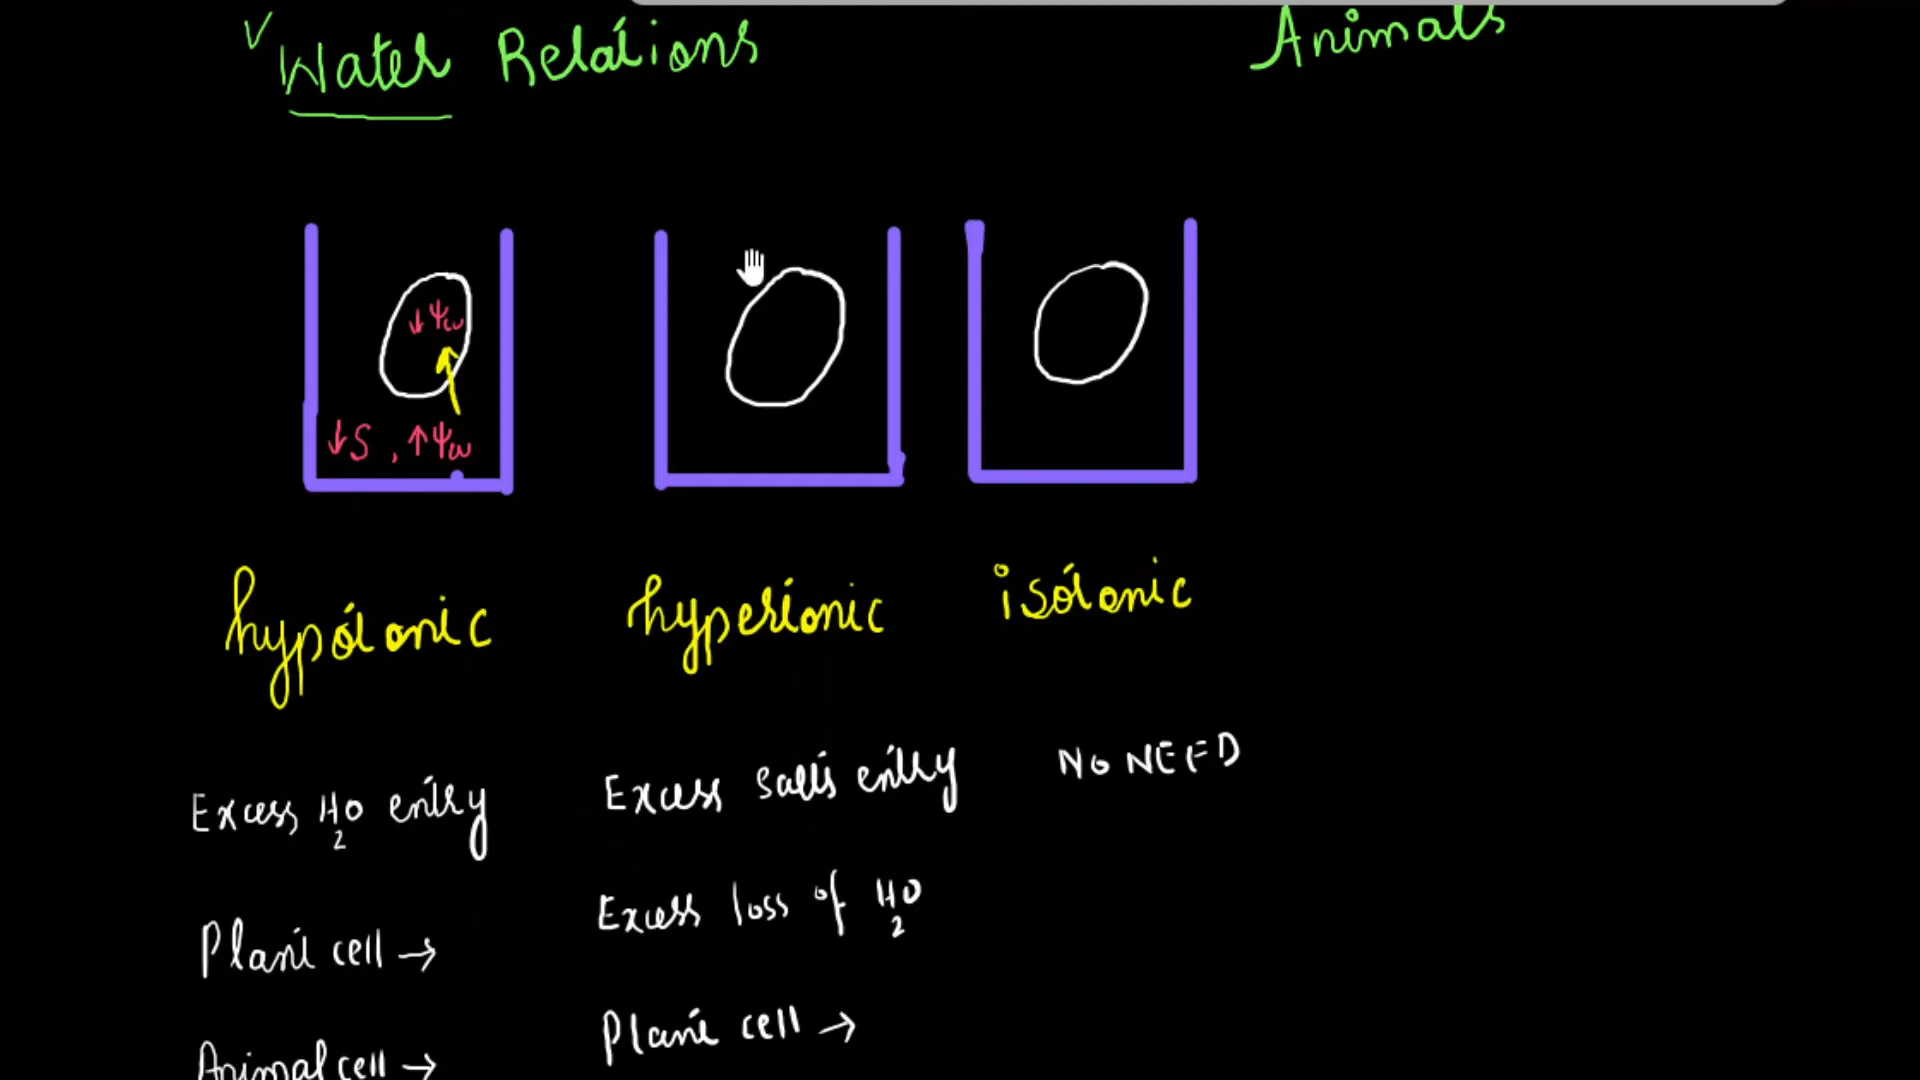 Water Relations
Animals
↓Ψw
↓S, ↑Ψw
hypotonic
hypertonic
isotonic
Excess H2O entry
Excess salts entry
NO NEED
Excess loss of H2O
Plant cell →
Plant cell →
Animal cell →